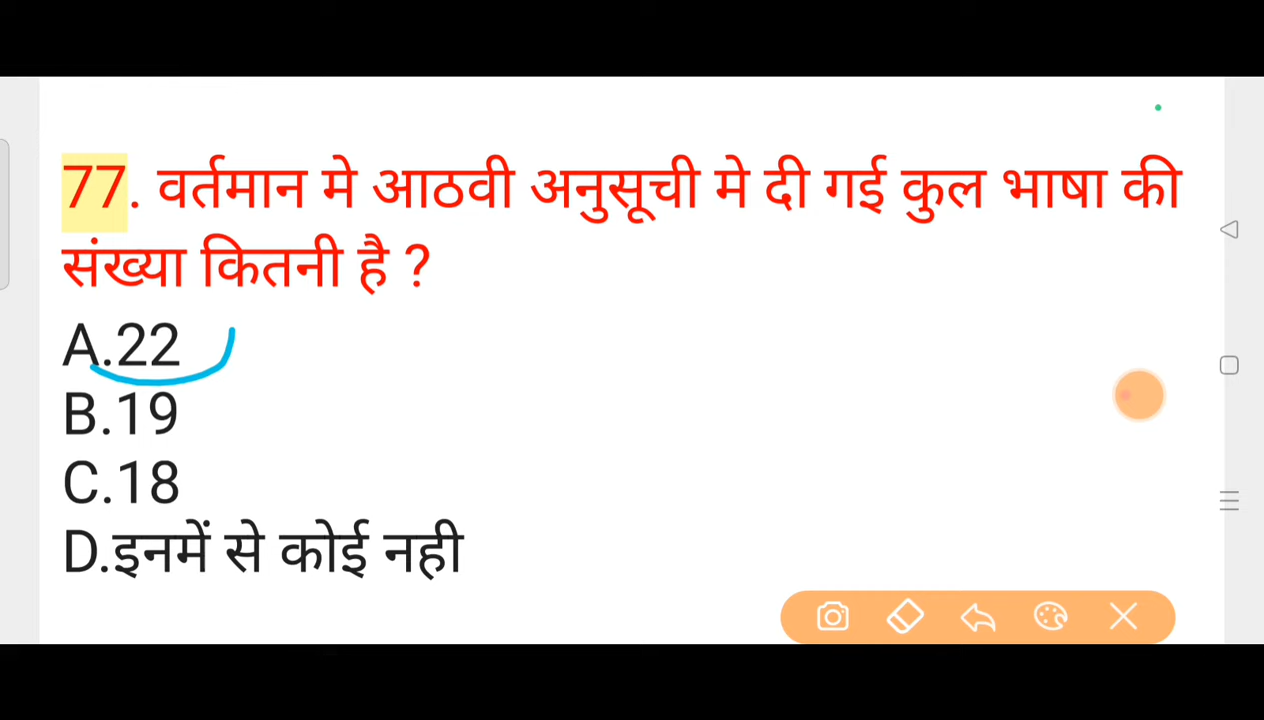 77. वर्तमान मे आठवी अनुसूची मे दी गई कुल भाषा की
संख्या कितनी है ?
A.22
B.19
C.18
D.इनमें से कोई नही